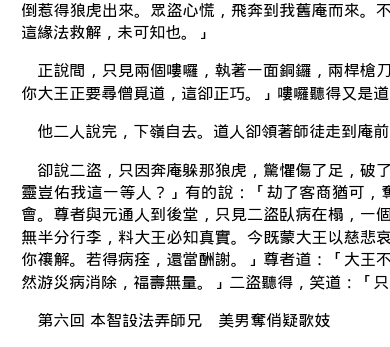 倒惹得狼虎出來。眾盜心慌，飛奔到我舊庵而來。不
這緣法救解，未可知也。」
正說間，只見兩個嘍囉，執著一面銅鑼，兩桿槍刀
你大王正要尋僧覓道，這卻正巧。」嘍囉聽得又是道
他二人說完，下嶺自去。道人卻領著師徒走到庵前
卻說二盜，只因奔庵躲那狼虎，驚懼傷了足，破了
靈豈佑我這一等人？」有的說：「劫了客商猶可，奪
會。尊者與元通人到後堂，只見二盜臥病在榻，一個
無半分行李，料大王必知真實。今既蒙大王以慈悲哀
你禳解。若得病痊，還當酬謝。」尊者道：「大王不
然游災病消除，福壽無量。」二盜聽得，笑道：「只
第六回 本智設法弄師兄　美男奪俏疑歌妓